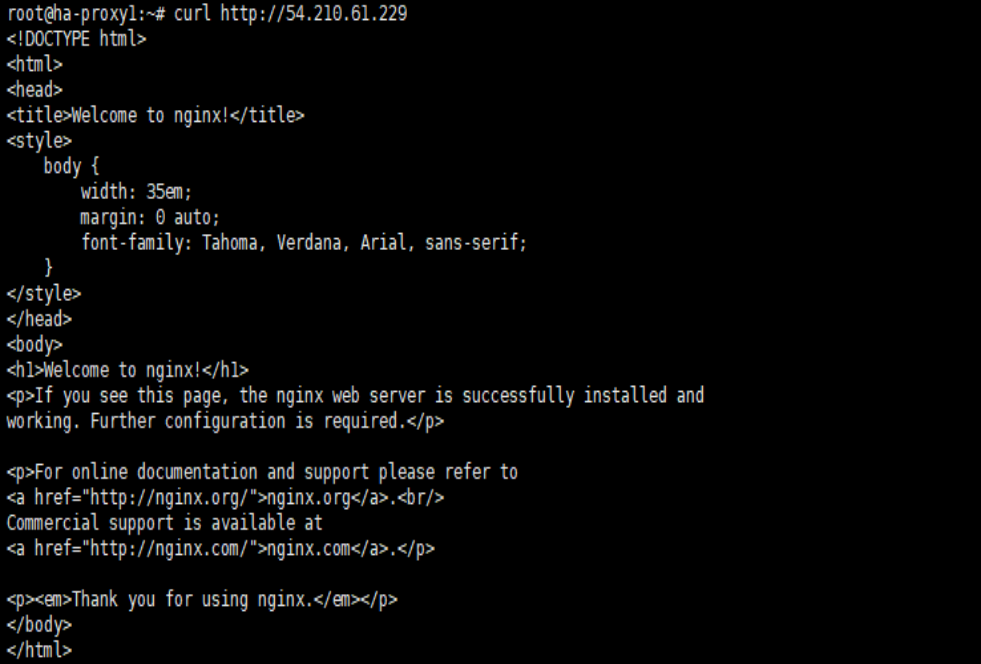 root@ha-proxy1:~# curl http://54.210.61.229
<!DOCTYPE html>
<html>
<head>
<title>Welcome to nginx!</title>
<style>
    body {
        width: 35em;
        margin: 0 auto;
        font-family: Tahoma, Verdana, Arial, sans-serif;
    }
</style>
</head>
<body>
<h1>Welcome to nginx!</h1>
<p>If you see this page, the nginx web server is successfully installed and
working. Further configuration is required.</p>

<p>For online documentation and support please refer to
<a href="http://nginx.org/">nginx.org</a>.<br/>
Commercial support is available at
<a href="http://nginx.com/">nginx.com</a>.</p>

<p><em>Thank you for using nginx.</em></p>
</body>
</html>